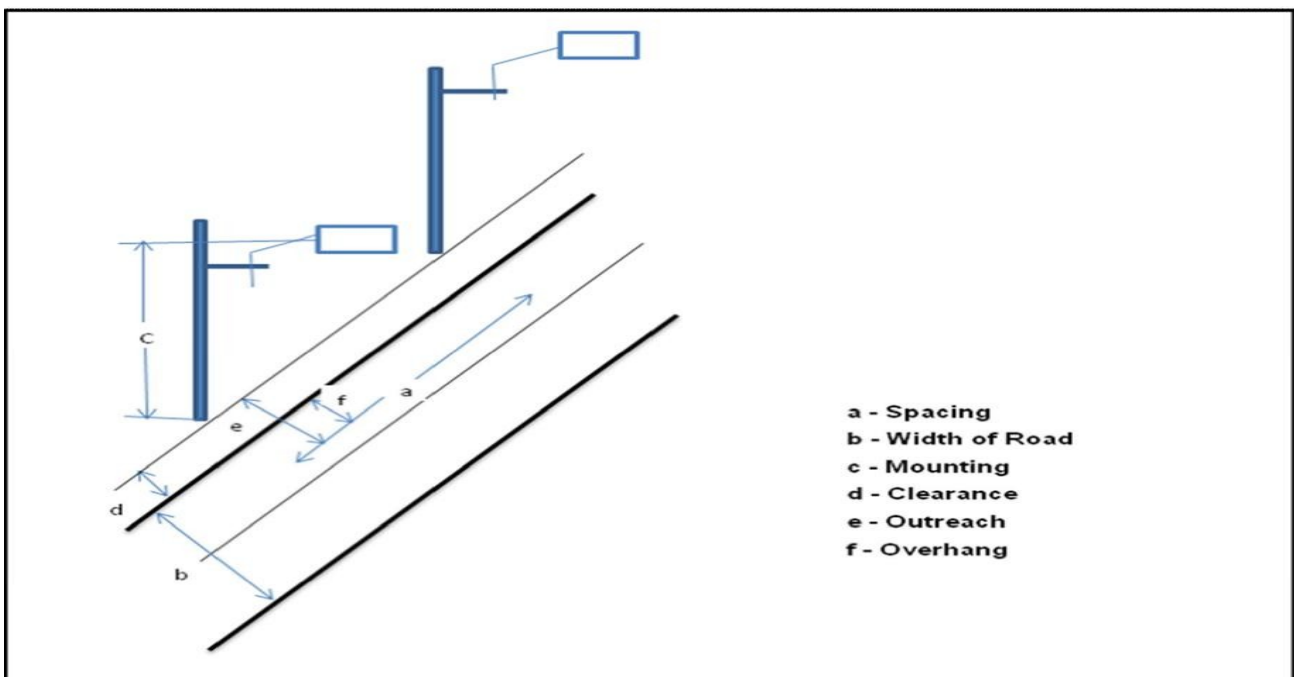 C
f
a
e
d
b
a - Spacing
b - Width of Road
c - Mounting
d - Clearance
e - Outreach
f - Overhang